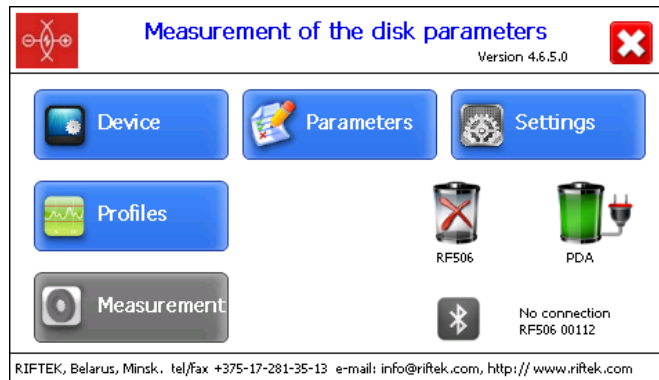 Measurement of the disk parameters
Version 4.6.5.0
Device
Parameters
Settings
Profiles
RF506
PDA
Measurement
No connection
RF506 00112
RIFTEK, Belarus, Minsk. tel/fax +375-17-281-35-13 e-mail: info@riftek.com, http:// www.riftek.com